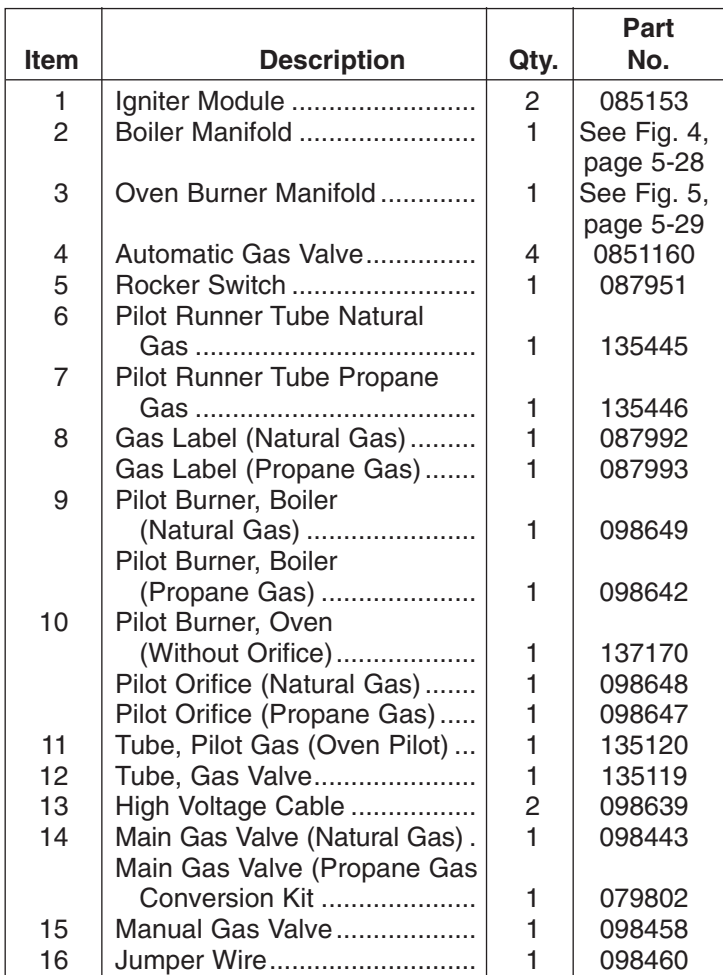 Part
Item Description Qty. No.
1 Igniter Module ......................... 2 085153
2 Boiler Manifold ........................ 1 See Fig. 4,
page 5-28
3 Oven Burner Manifold ............. 1 See Fig. 5,
page 5-29
4 Automatic Gas Valve ............... 4 0851160
5 Rocker Switch ......................... 1 087951
6 Pilot Runner Tube Natural
Gas ...................................... 1 135445
7 Pilot Runner Tube Propane
Gas ...................................... 1 135446
8 Gas Label (Natural Gas) ......... 1 087992
Gas Label (Propane Gas) ....... 1 087993
9 Pilot Burner, Boiler
(Natural Gas) ....................... 1 098649
Pilot Burner, Boiler
(Propane Gas) ..................... 1 098642
10 Pilot Burner, Oven
(Without Orifice) ................... 1 137170
Pilot Orifice (Natural Gas) ....... 1 098648
Pilot Orifice (Propane Gas) ..... 1 098647
11 Tube, Pilot Gas (Oven Pilot) ... 1 135120
12 Tube, Gas Valve ...................... 1 135119
13 High Voltage Cable ................. 2 098639
14 Main Gas Valve (Natural Gas) . 1 098443
Main Gas Valve (Propane Gas
Conversion Kit ..................... 1 079802
15 Manual Gas Valve ................... 1 098458
16 Jumper Wire ............................ 1 098460